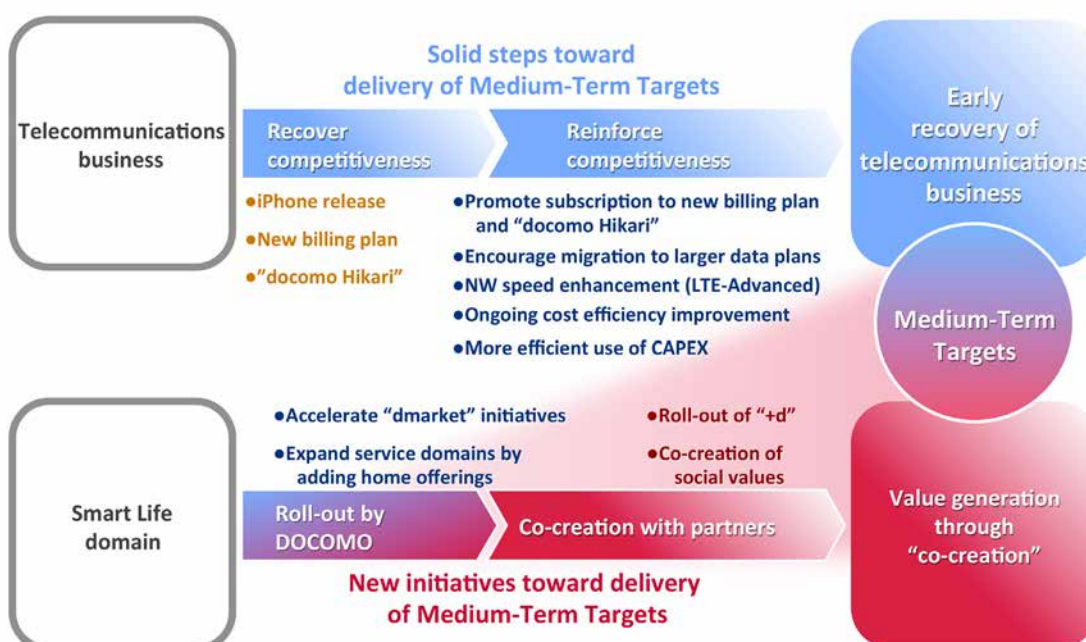 Solid steps toward
delivery of Medium-Term Targets
Telecommunications
business
Recover
competitiveness
Reinforce
competitiveness
Early
recovery of
telecommunications
business
●iPhone release
●New billing plan
●"docomo Hikari"
●Promote subscription to new billing plan
and “docomo Hikari”
●Encourage migration to larger data plans
●NW speed enhancement (LTE-Advanced)
●Ongoing cost efficiency improvement
●More efficient use of CAPEX
Medium-Term
Targets
●Accelerate “dmarket” initiatives
●Expand service domains by
adding home offerings
●Roll-out of “+d”
●Co-creation of
social values
Smart Life
domain
Roll-out by
DOCOMO
Co-creation with partners
Value generation
through
“co-creation”
New initiatives toward delivery
of Medium-Term Targets